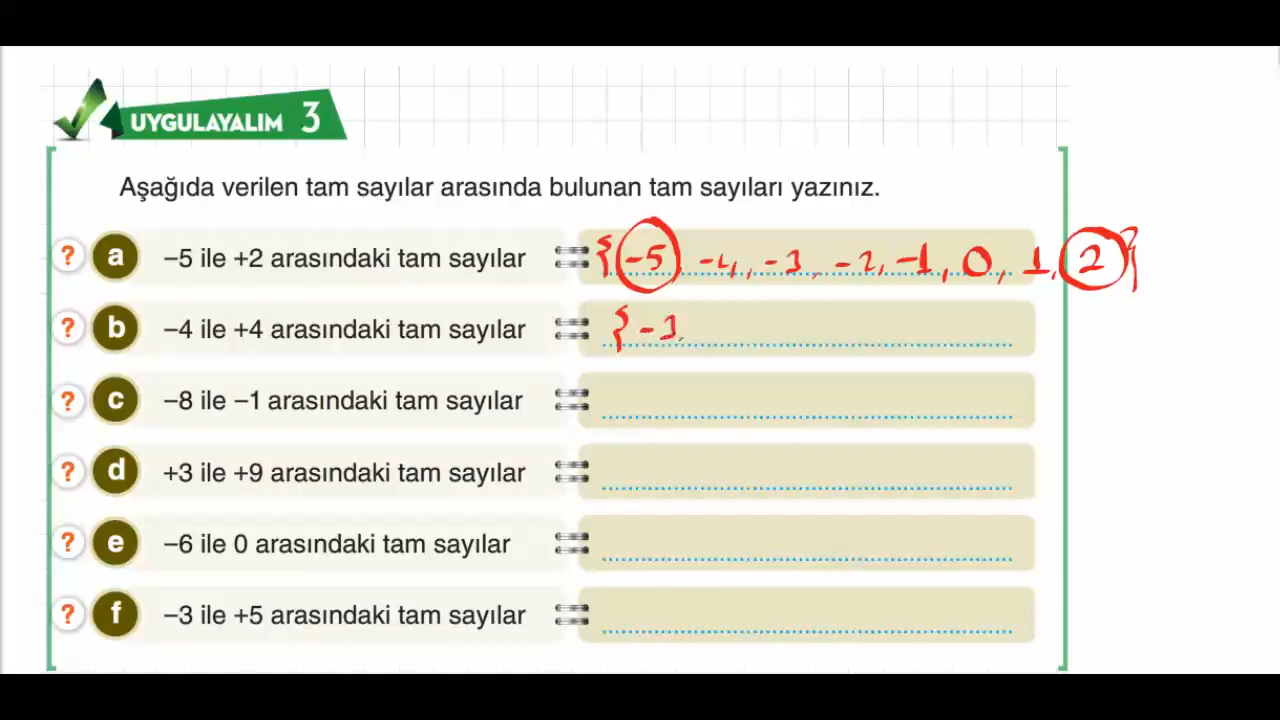 UYGULAYALIM 3
Aşağıda verilen tam sayılar arasında bulunan tam sayıları yazınız.
? a −5 ile +2 arasındaki tam sayılar {-5, -4, -3, -2, -1, 0, 1, 2}
? b −4 ile +4 arasındaki tam sayılar {-3,
? c −8 ile −1 arasındaki tam sayılar
? d +3 ile +9 arasındaki tam sayılar
? e −6 ile 0 arasındaki tam sayılar
? f −3 ile +5 arasındaki tam sayılar